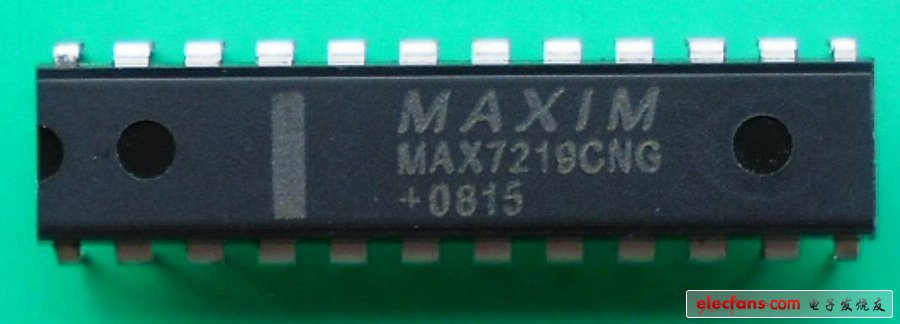 MAXIM
MAX7219CNG
+0815
elecfans.com 电子发烧友